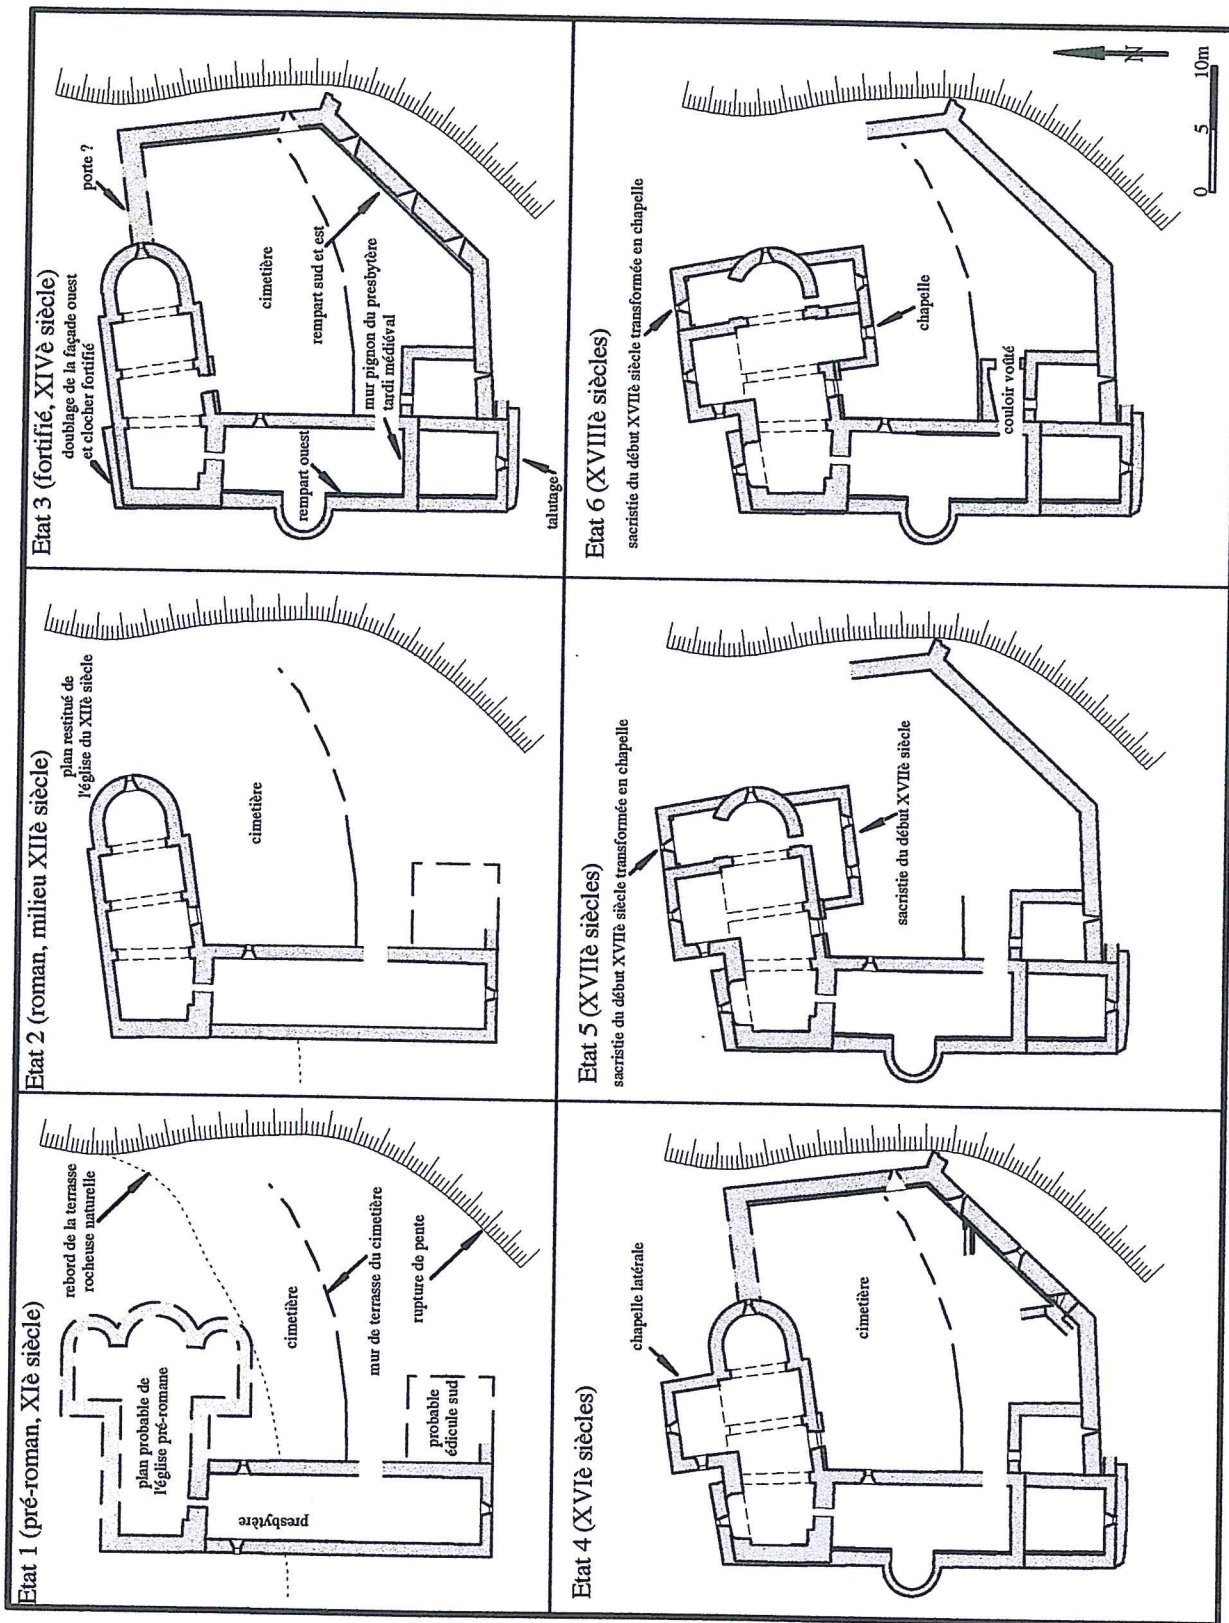 Etat 1 (pré-roman, XIè siècle)
rebord de la terrasse
rocheuse naturelle
plan probable de
l'église pré-romane
cimetière
mur de terrasse du cimetière
rupture de pente
presbytère
probable
édicule sud
Etat 2 (roman, milieu XIIè siècle)
plan restitué de
l'église du XIIè siècle
cimetière
Etat 3 (fortifié, XIVè siècle)
doublage de la façade ouest
et clocher fortifié
porte ?
cimetière
rempart sud et est
rempart ouest
mur pignon du presbytère
tardi médiéval
talutage
Etat 4 (XVIè siècles)
chapelle latérale
cimetière
Etat 5 (XVIIè siècles)
sacristie du début XVIIè siècle transformée en chapelle
sacristie du début XVIIè siècle
Etat 6 (XVIIIè siècles)
sacristie du début XVIIè siècle transformée en chapelle
chapelle
couloir voûté
N
0 5 10m